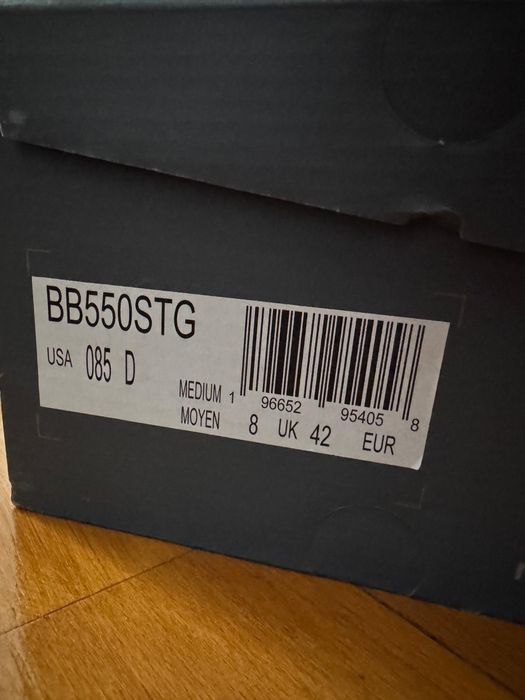 BB550STG
USA 085 D
MEDIUM 1 96652 95405 8
MOYEN 8 UK 42 EUR